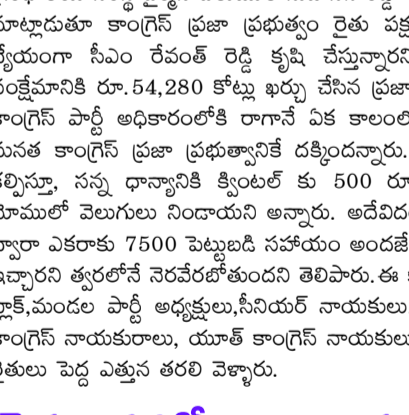 మాట్లాడుతూ కాంగ్రెస్ ప్రజా ప్రభుత్వం రైతు పక్ష
ధ్యేయంగా సీఎం రేవంత్ రెడ్డి కృషి చేస్తున్నారని
సంక్షేమానికి రూ.54,280 కోట్లు ఖర్చు చేసిన ప్రజా
కాంగ్రెస్ పార్టీ అధికారంలోకి రాగానే ఏక కాలంలో
ఘనత కాంగ్రెస్ ప్రజా ప్రభుత్వానికే దక్కిందన్నారు.
కల్పిస్తూ, సన్న ధాన్యానికి క్వింటల్ కు 500 రూ
వెలుగులు నిండాయని అన్నారు. అదేవిధ
ద్వారా ఎకరాకు 7500 పెట్టుబడి సహాయం అందజే
ఇచ్చారని త్వరలోనే నెరవేరబోతుందని తెలిపారు.ఈ
బ్లాక్,మండల పార్టీ అధ్యక్షులు,సీనియర్ నాయకులు
కాంగ్రెస్ నాయకురాలు, యూత్ కాంగ్రెస్ నాయకులు
రైతులు పెద్ద ఎత్తున తరలి వెళ్ళారు.